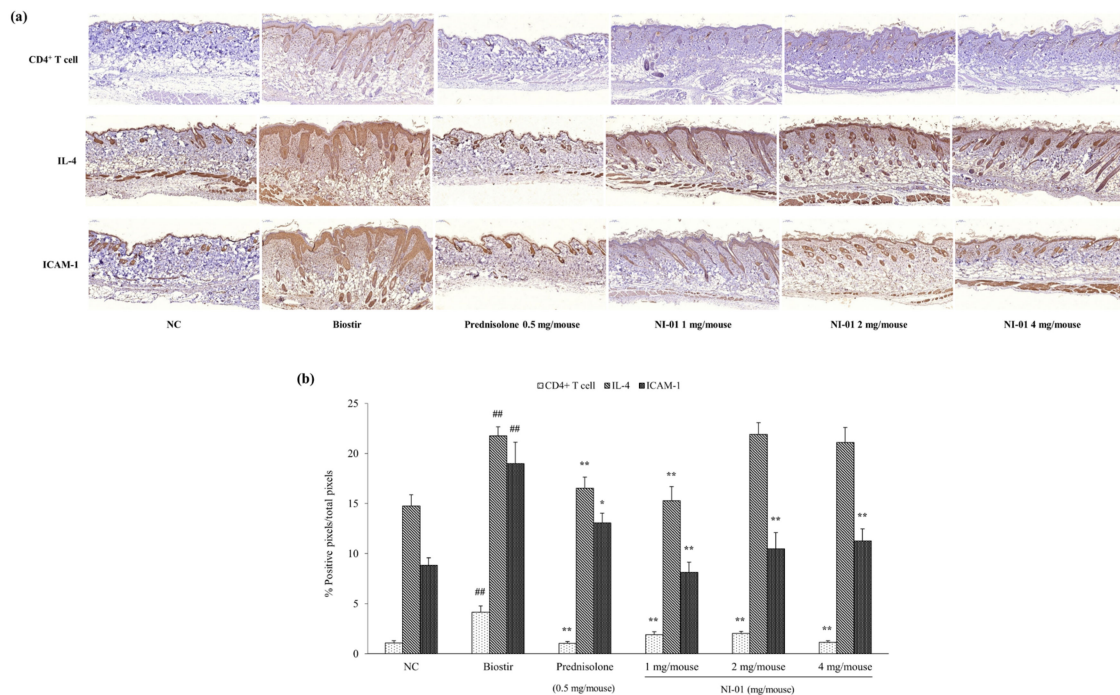 (a)
CD4⁺ T cell
IL-4
ICAM-1
NC Biostir Prednisolone 0.5 mg/mouse NI-01 1 mg/mouse NI-01 2 mg/mouse NI-01 4 mg/mouse
(b)
CD4+ T cell IL-4 ICAM-1
% Positive pixels/total pixels
25
20
15
10
5
0
##
##
##
**
*
**
**
**
**
**
**
**
**
NC Biostir Prednisolone 1 mg/mouse 2 mg/mouse 4 mg/mouse
(0.5 mg/mouse) NI-01 (mg/mouse)